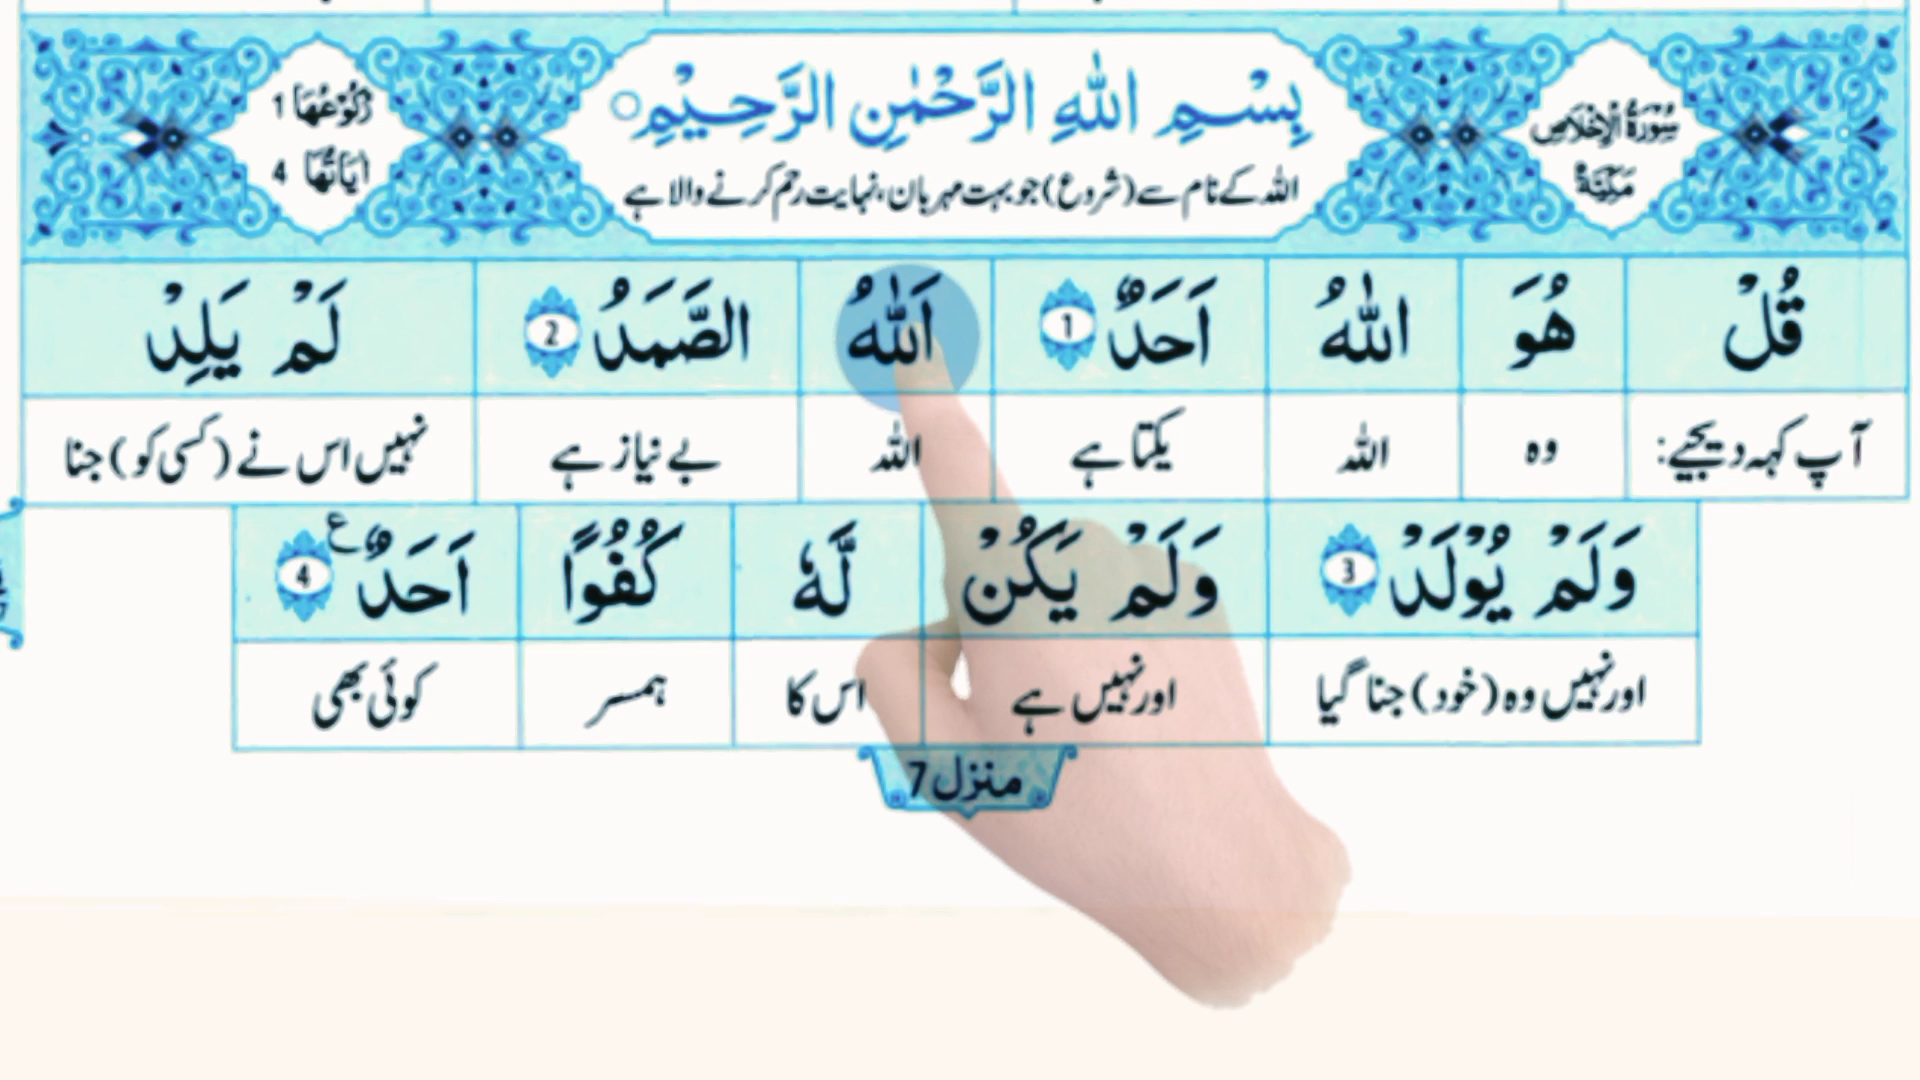 سُوْرَةُ الْاِخْلَاصِ
مَكِّيَّةٌ
بِسْمِ اللّٰهِ الرَّحْمٰنِ الرَّحِيْمِ
اللہ کے نام سے (شروع) جو بہت مہربان، نہایت رحم کرنے والا ہے
رُكُوْعُهَا 1
اٰيَاتُهَا 4
قُلْ هُوَ اللّٰهُ اَحَدٌ ۚ 1 اَللّٰهُ الصَّمَدُ ۚ 2 لَمْ يَلِدْ
آپ کہہ دیجیے: وہ اللہ یکتا ہے اللہ بے نیاز ہے نہیں اس نے (کسی کو) جنا
وَلَمْ يُوْلَدْ 3 وَلَمْ يَكُنْ لَّهٗ كُفُوًا اَحَدٌ ۧ 4
اور نہیں وہ (خود) جنا گیا اور نہیں ہے اس کا ہمسر کوئی بھی
منزل 7